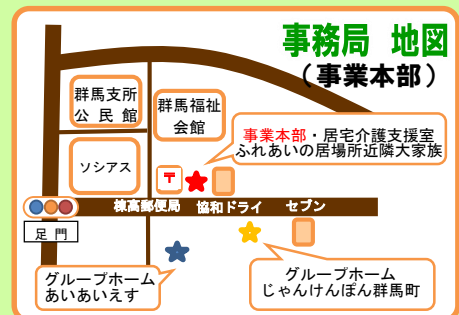 事務局 地図
（事業本部）
群馬支所
公民館
群馬福祉
会館
事業本部・居宅介護支援室
ふれあいの居場所近隣大家族
ソシアス
〒
棟高郵便局 協和ドライ セブン
足門
グループホーム
あいあいえす
グループホーム
じゃんけんぽん群馬町